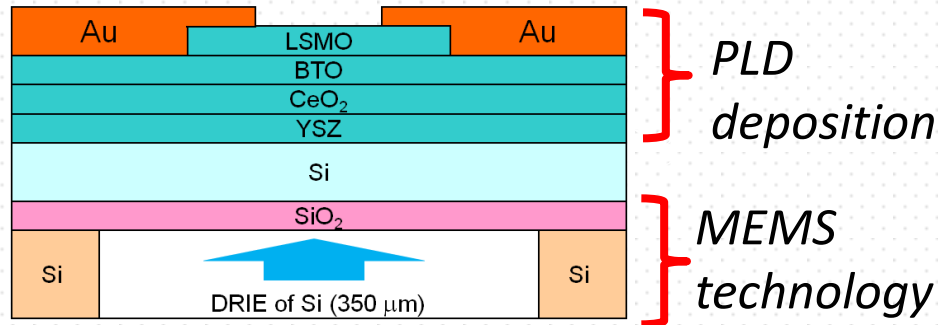 Au
Au
LSMO
BTO
CeO₂
YSZ
Si
SiO₂
Si
Si
DRIE of Si (350 μm)
PLD
deposition
MEMS
technology